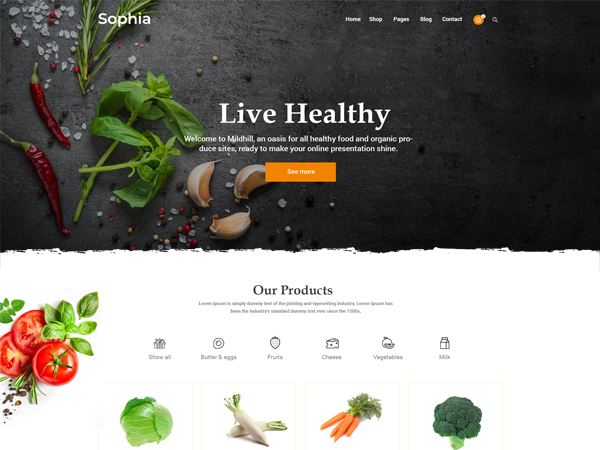 Sophia
Home Shop Pages Blog Contact
Live Healthy
Welcome to Mildhill, an oasis for all healthy food and organic pro-
duce sites, ready to make your online presentation shine.
See more
Our Products
Lorem Ipsum is simply dummy text of the printing and typesetting industry. Lorem Ipsum has
been the industry's standard dummy text ever since the 1500s,
Show all
Butter & eggs
Fruits
Cheese
Vegetables
Milk